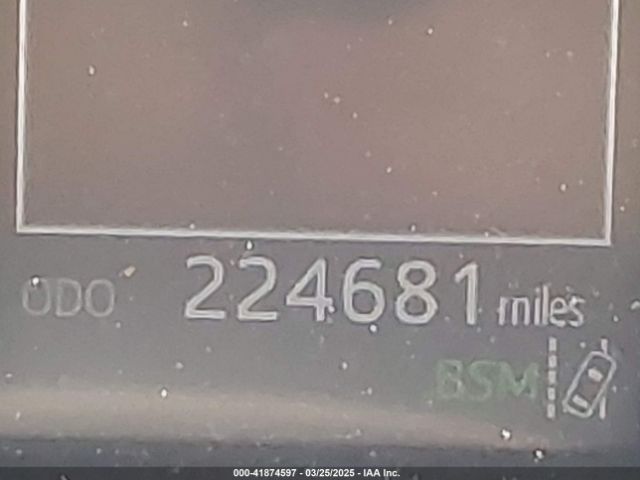 ODO 224681 miles
BSM
000-41874597 - 03/25/2025 - IAA Inc.